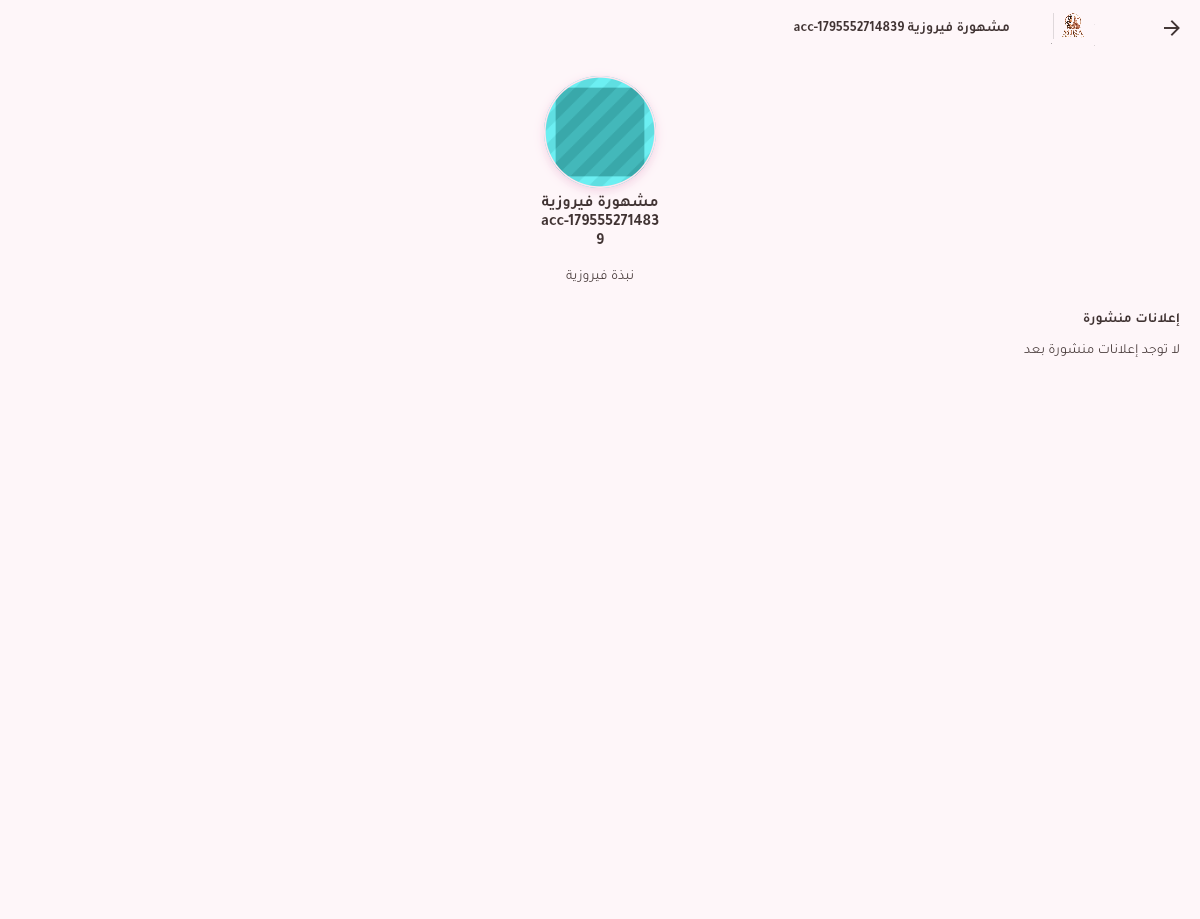 مشهورة فيروزية acc-1795552714839
مشهورة فيروزية
acc-179555271483
9
نبذة فيروزية
إعلانات منشورة
لا توجد إعلانات منشورة بعد